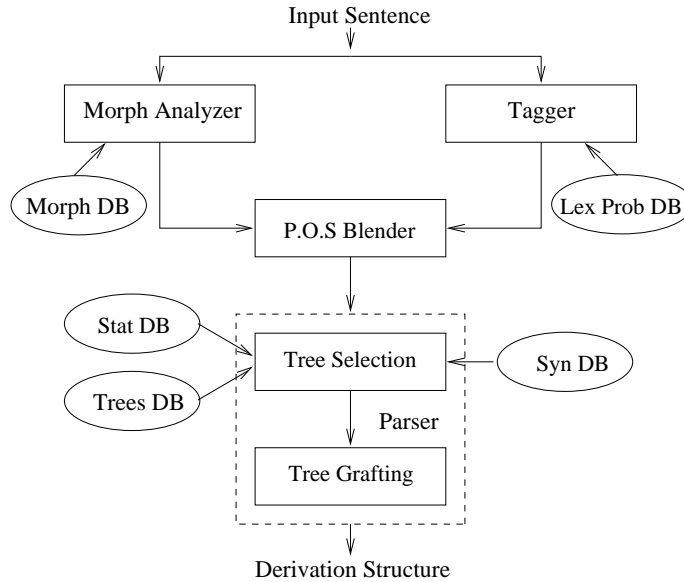 Input Sentence
Morph Analyzer
Tagger
Morph DB
Lex Prob DB
P.O.S Blender
Stat DB
Tree Selection
Syn DB
Trees DB
Parser
Tree Grafting
Derivation Structure